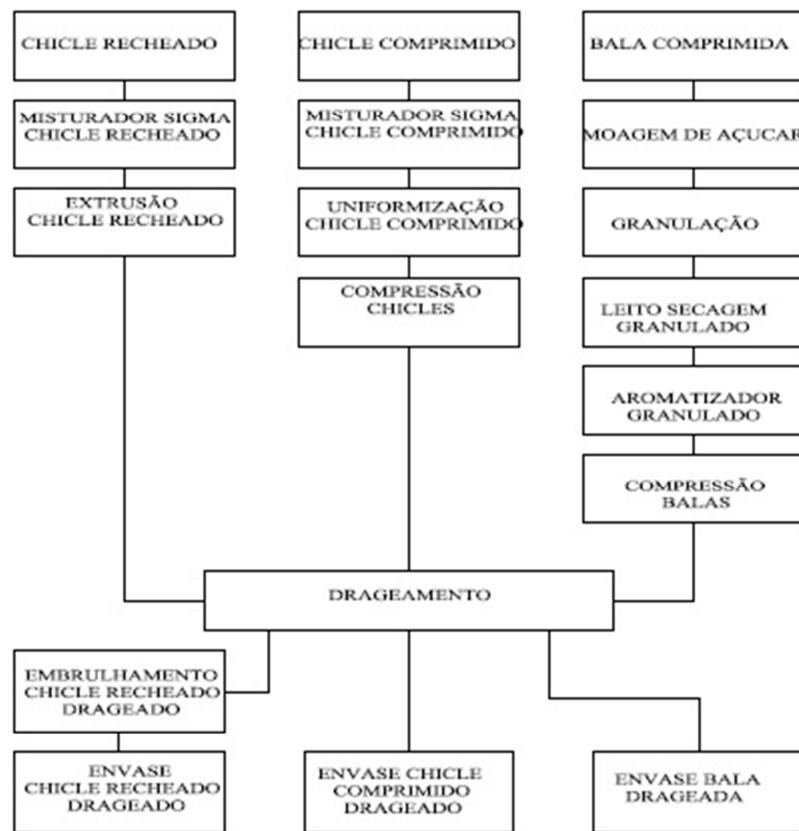 CHICLE RECHEADO
CHICLE COMPRIMIDO
BALA COMPRIMIDA
MISTURADOR SIGMA
CHICLE RECHEADO
MISTURADOR SIGMA
CHICLE COMPRIMIDO
MOAGEM DE AÇUCAR
EXTRUSÃO
CHICLE RECHEADO
UNIFORMIZAÇÃO
CHICLE COMPRIMIDO
GRANULAÇÃO
COMPRESSÃO
CHICLES
LEITO SECAGEM
GRANULADO
AROMATIZADOR
GRANULADO
COMPRESSÃO
BALAS
DRAGEAMENTO
EMBRULHAMENTO
CHICLE RECHEADO
DRAGEADO
ENVASE
CHICLE RECHEADO
DRAGEADO
ENVASE CHICLE
COMPRIMIDO
DRAGEADO
ENVASE BALA
DRAGEADA